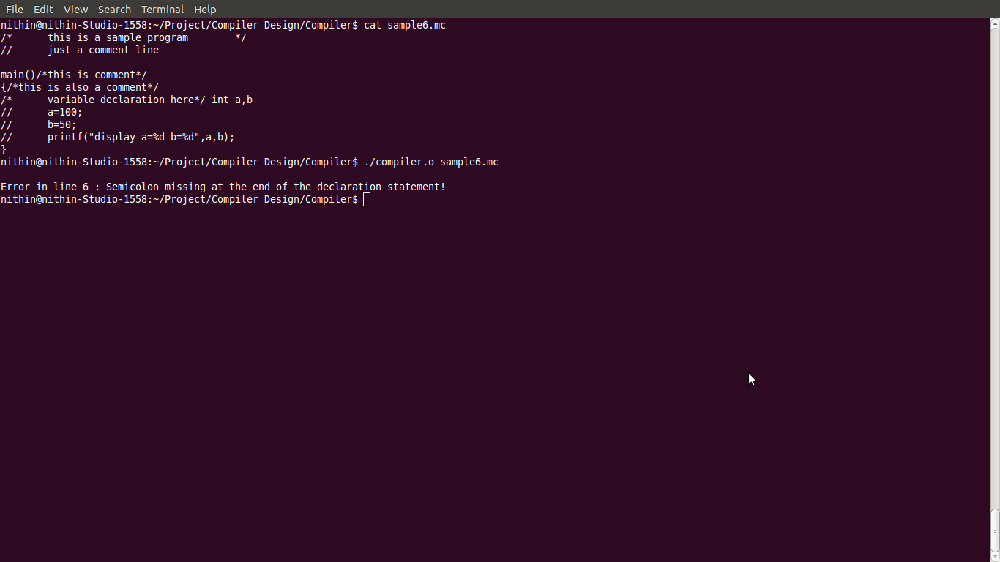 File Edit View Search Terminal Help
nithin@nithin-Studio-1558:~/Project/Compiler Design/Compiler$ cat sample6.mc
/*      this is a sample program        */
//      just a comment line
main()/*this is comment*/
{/*this is also a comment*/
/*      variable declaration here*/ int a,b
//      a=100;
//      b=50;
//      printf("display a=%d b=%d",a,b);
}
nithin@nithin-Studio-1558:~/Project/Compiler Design/Compiler$ ./compiler.o sample6.mc
Error in line 6 : Semicolon missing at the end of the declaration statement!
nithin@nithin-Studio-1558:~/Project/Compiler Design/Compiler$